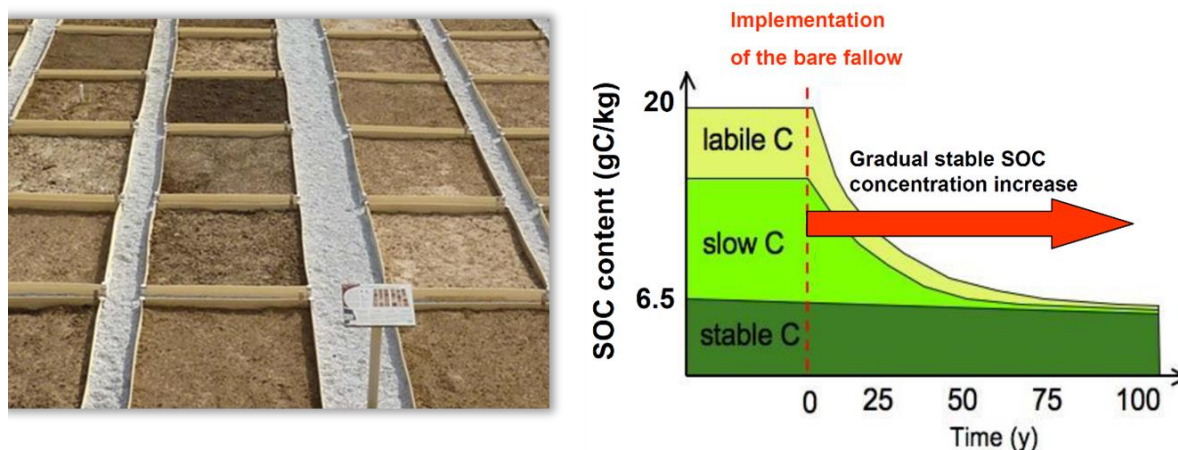 Implementation
of the bare fallow
20
labile C
Gradual stable SOC
concentration increase
slow C
6.5
stable C
SOC content (gC/kg)
0 25 50 75 100
Time (y)